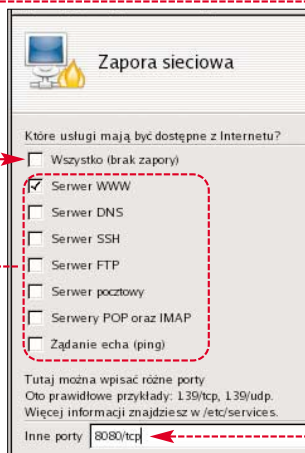 Zapora sieciowa
Które usługi mają być dostępne z Internetu?
Wszystko (brak zapory)
Serwer WWW
Serwer DNS
Serwer SSH
Serwer FTP
Serwer pocztowy
Serwery POP oraz IMAP
Żądanie echa (ping)
Tutaj można wpisać różne porty
Oto prawidłowe przykłady: 139/tcp, 139/udp.
Więcej informacji znajdziesz w /etc/services.
Inne porty 8080/tcp